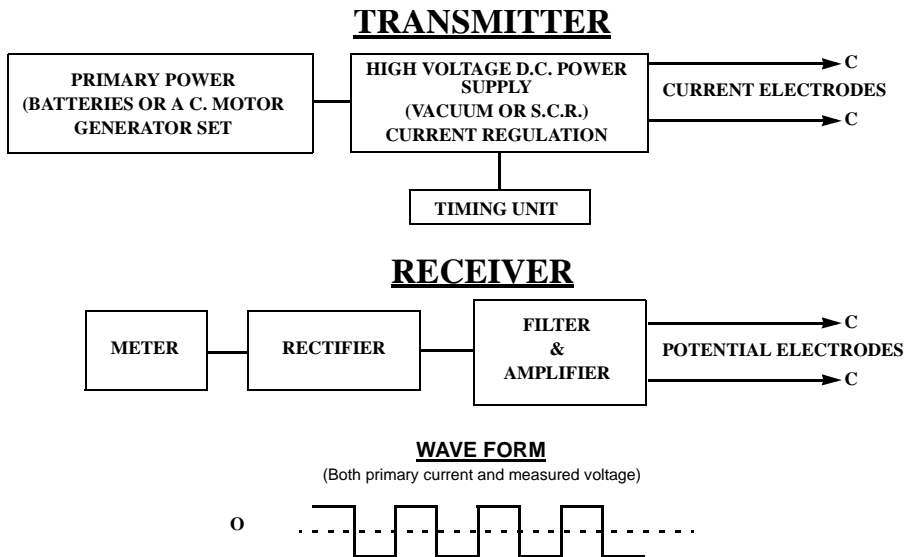 TRANSMITTER
PRIMARY POWER
(BATTERIES OR A C. MOTOR
GENERATOR SET
HIGH VOLTAGE D.C. POWER
SUPPLY
(VACUUM OR S.C.R.)
CURRENT REGULATION
C
CURRENT ELECTRODES
C
TIMING UNIT
RECEIVER
METER
RECTIFIER
FILTER
&
AMPLIFIER
C
POTENTIAL ELECTRODES
C
WAVE FORM
(Both primary current and measured voltage)
O